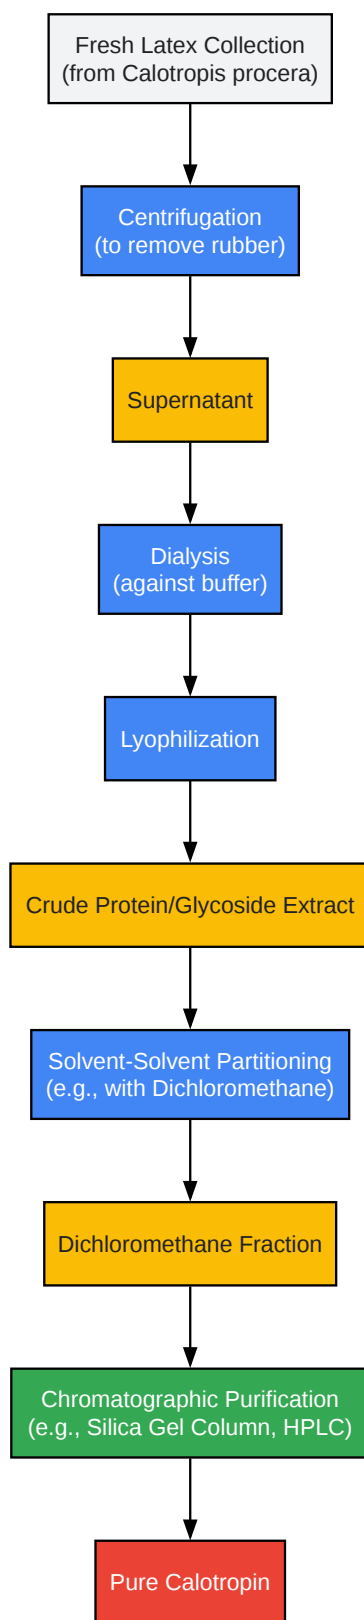 Fresh Latex Collection
(from Calotropis procera)
Centrifugation
(to remove rubber)
Supernatant
Dialysis
(against buffer)
Lyophilization
Crude Protein/Glycoside Extract
Solvent-Solvent Partitioning
(e.g., with Dichloromethane)
Dichloromethane Fraction
Chromatographic Purification
(e.g., Silica Gel Column, HPLC)
Pure Calotropin